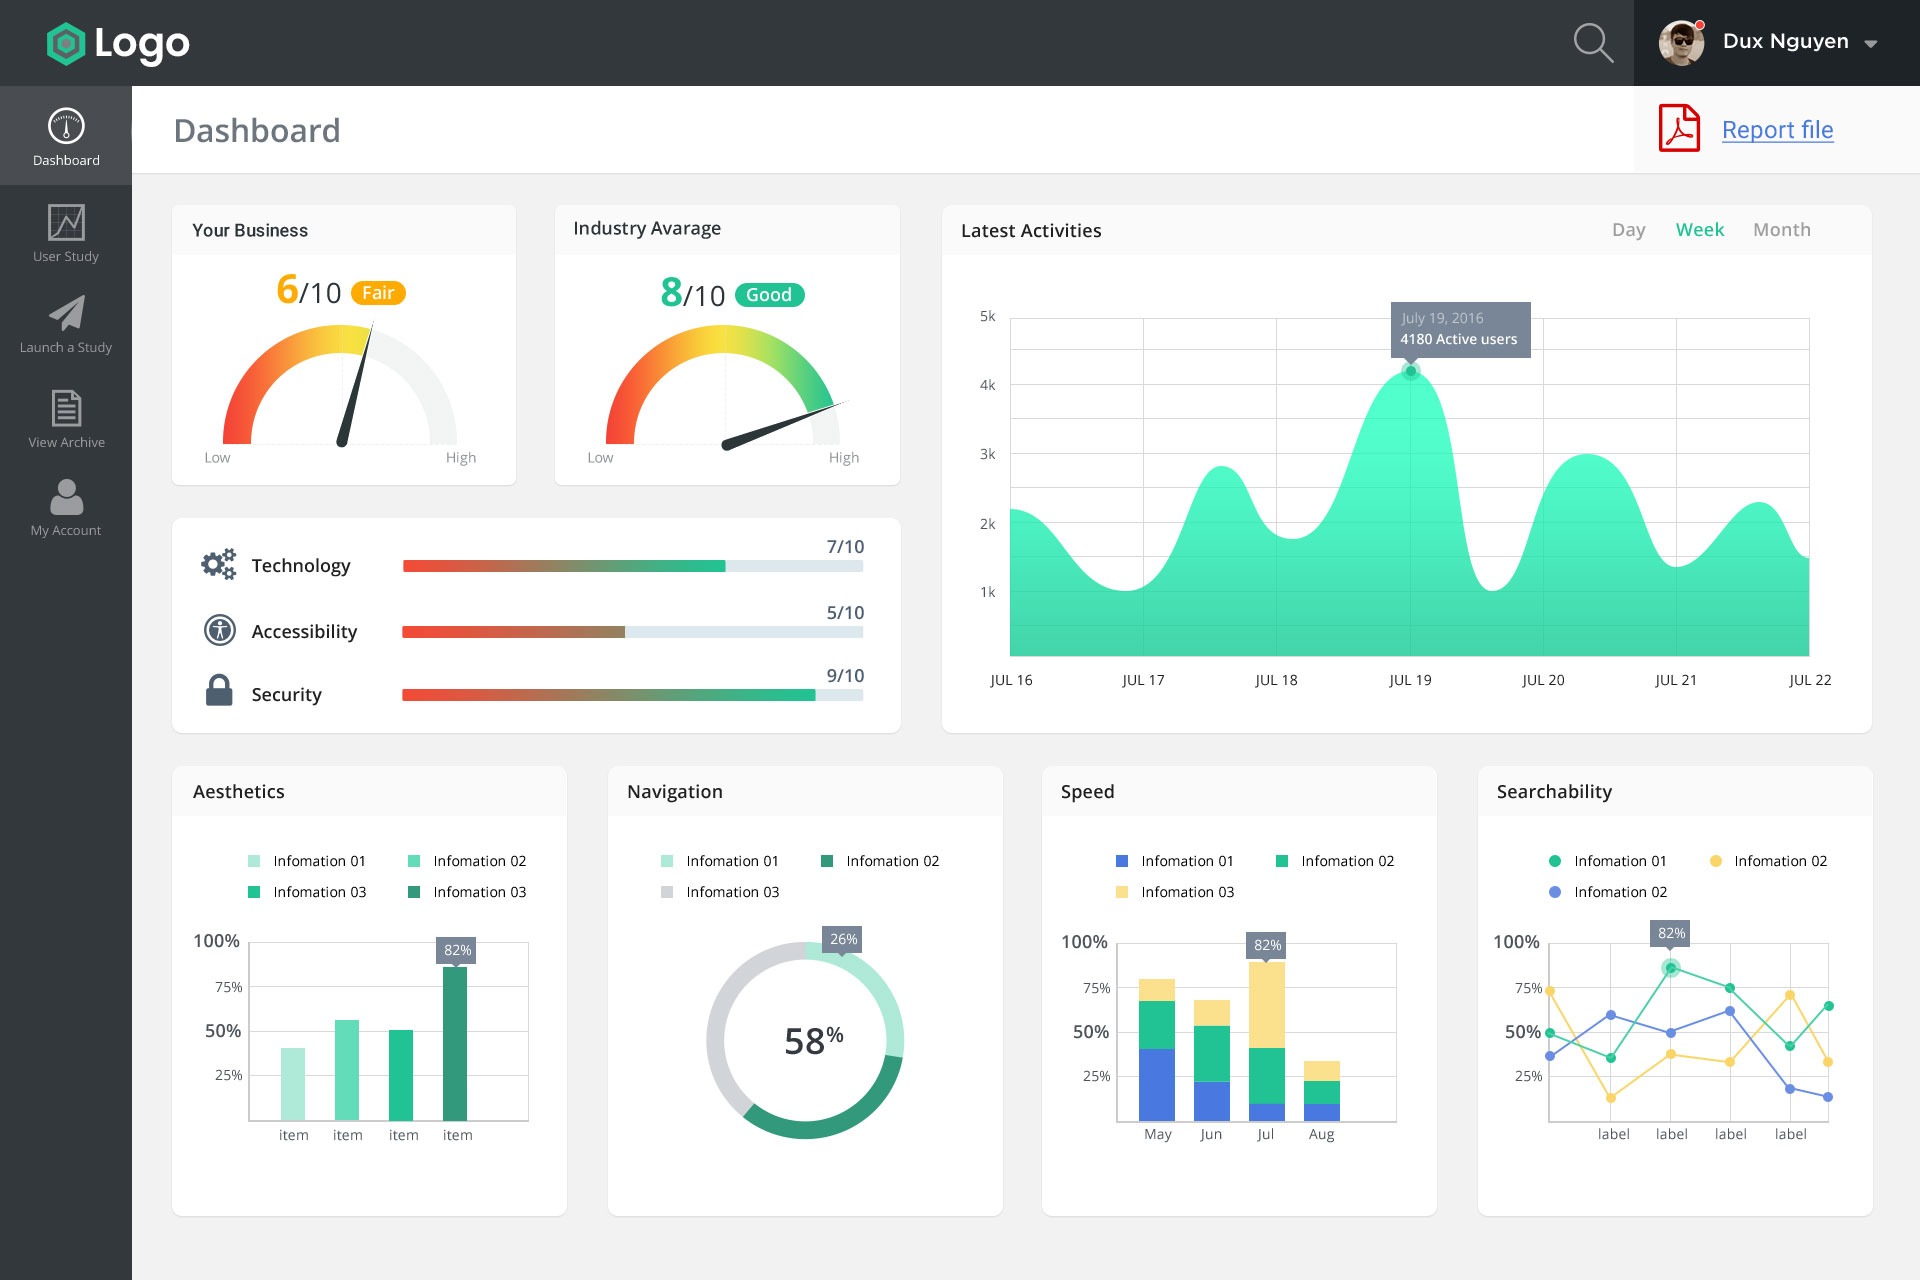 Logo
Dux Nguyen
Dashboard
User Study
Launch a Study
View Archive
My Account
Dashboard
Report file
Your Business
6/10 Fair
Low High
Industry Avarage
8/10 Good
Low High
Technology 7/10
Accessibility 5/10
Security 9/10
Latest Activities
Day Week Month
July 19, 2016
4180 Active users
5k
4k
3k
2k
1k
JUL 16 JUL 17 JUL 18 JUL 19 JUL 20 JUL 21 JUL 22
Aesthetics
Infomation 01 Infomation 02
Infomation 03 Infomation 03
82%
100%
75%
50%
25%
item item item item
Navigation
Infomation 01 Infomation 02
Infomation 03
26%
58%
Speed
Infomation 01 Infomation 02
Infomation 03
82%
100%
75%
50%
25%
May Jun Jul Aug
Searchability
Infomation 01 Infomation 02
Infomation 02
82%
100%
75%
50%
25%
label label label label